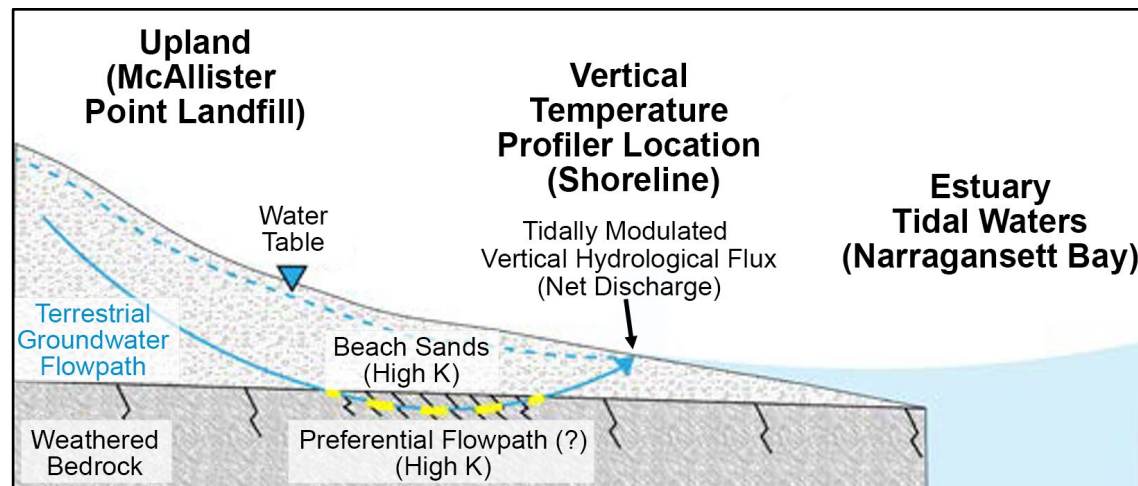 Upland
(McAllister
Point Landfill)
Vertical
Temperature
Profiler Location
(Shoreline)
Estuary
Tidal Waters
(Narragansett Bay)
Water
Table
Tidally Modulated
Vertical Hydrological Flux
(Net Discharge)
Terrestrial
Groundwater
Flowpath
Beach Sands
(High K)
Weathered
Bedrock
Preferential Flowpath (?)
(High K)